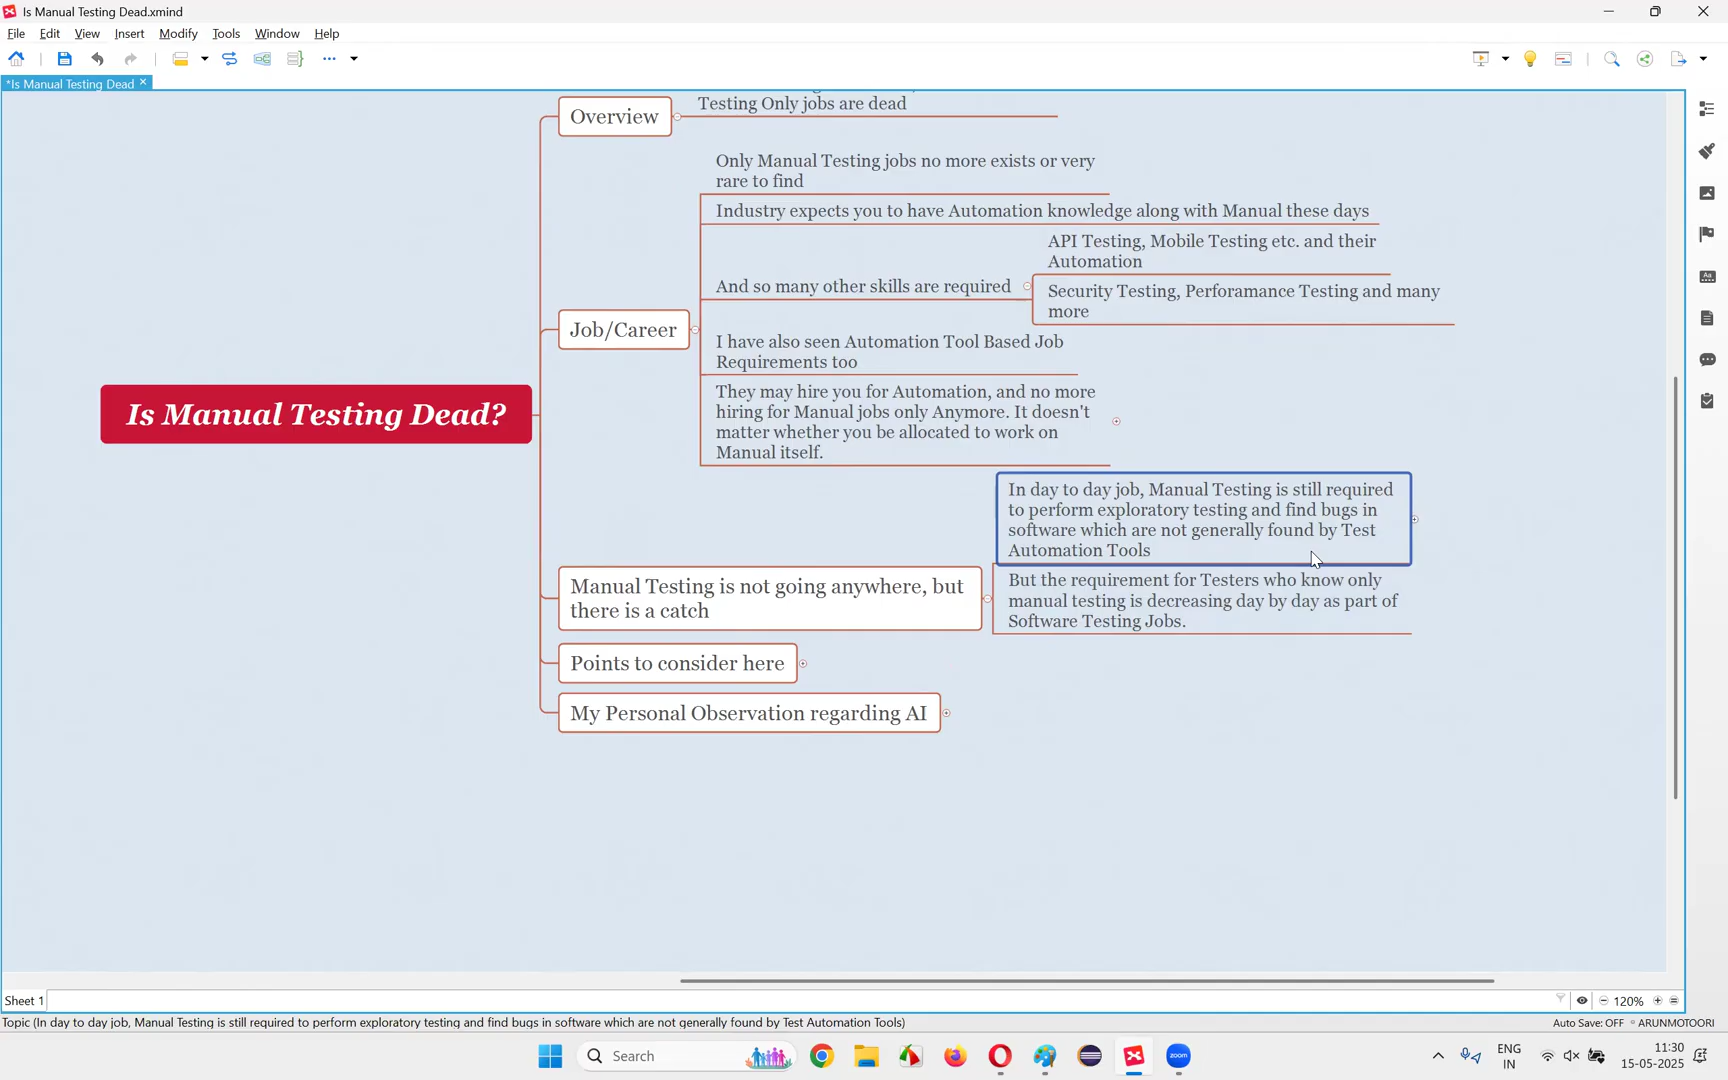 Is Manual Testing Dead.xmind
File Edit View Insert Modify Tools Window Help
*Is Manual Testing Dead
Testing Only jobs are dead
Overview
Only Manual Testing jobs no more exists or very
rare to find
Industry expects you to have Automation knowledge along with Manual these days
API Testing, Mobile Testing etc. and their
Automation
And so many other skills are required
Security Testing, Perforamance Testing and many
more
Job/Career
I have also seen Automation Tool Based Job
Requirements too
They may hire you for Automation, and no more
hiring for Manual jobs only Anymore. It doesn't
matter whether you be allocated to work on
Manual itself.
Is Manual Testing Dead?
In day to day job, Manual Testing is still required
to perform exploratory testing and find bugs in
software which are not generally found by Test
Automation Tools
Manual Testing is not going anywhere, but
there is a catch
But the requirement for Testers who know only
manual testing is decreasing day by day as part of
Software Testing Jobs.
Points to consider here
My Personal Observation regarding AI
Sheet 1
120%
Topic (In day to day job, Manual Testing is still required to perform exploratory testing and find bugs in software which are not generally found by Test Automation Tools)
Auto Save: OFF
ARUNMOTOORI
Search
zoom
ENG
IN
11:30
15-05-2025